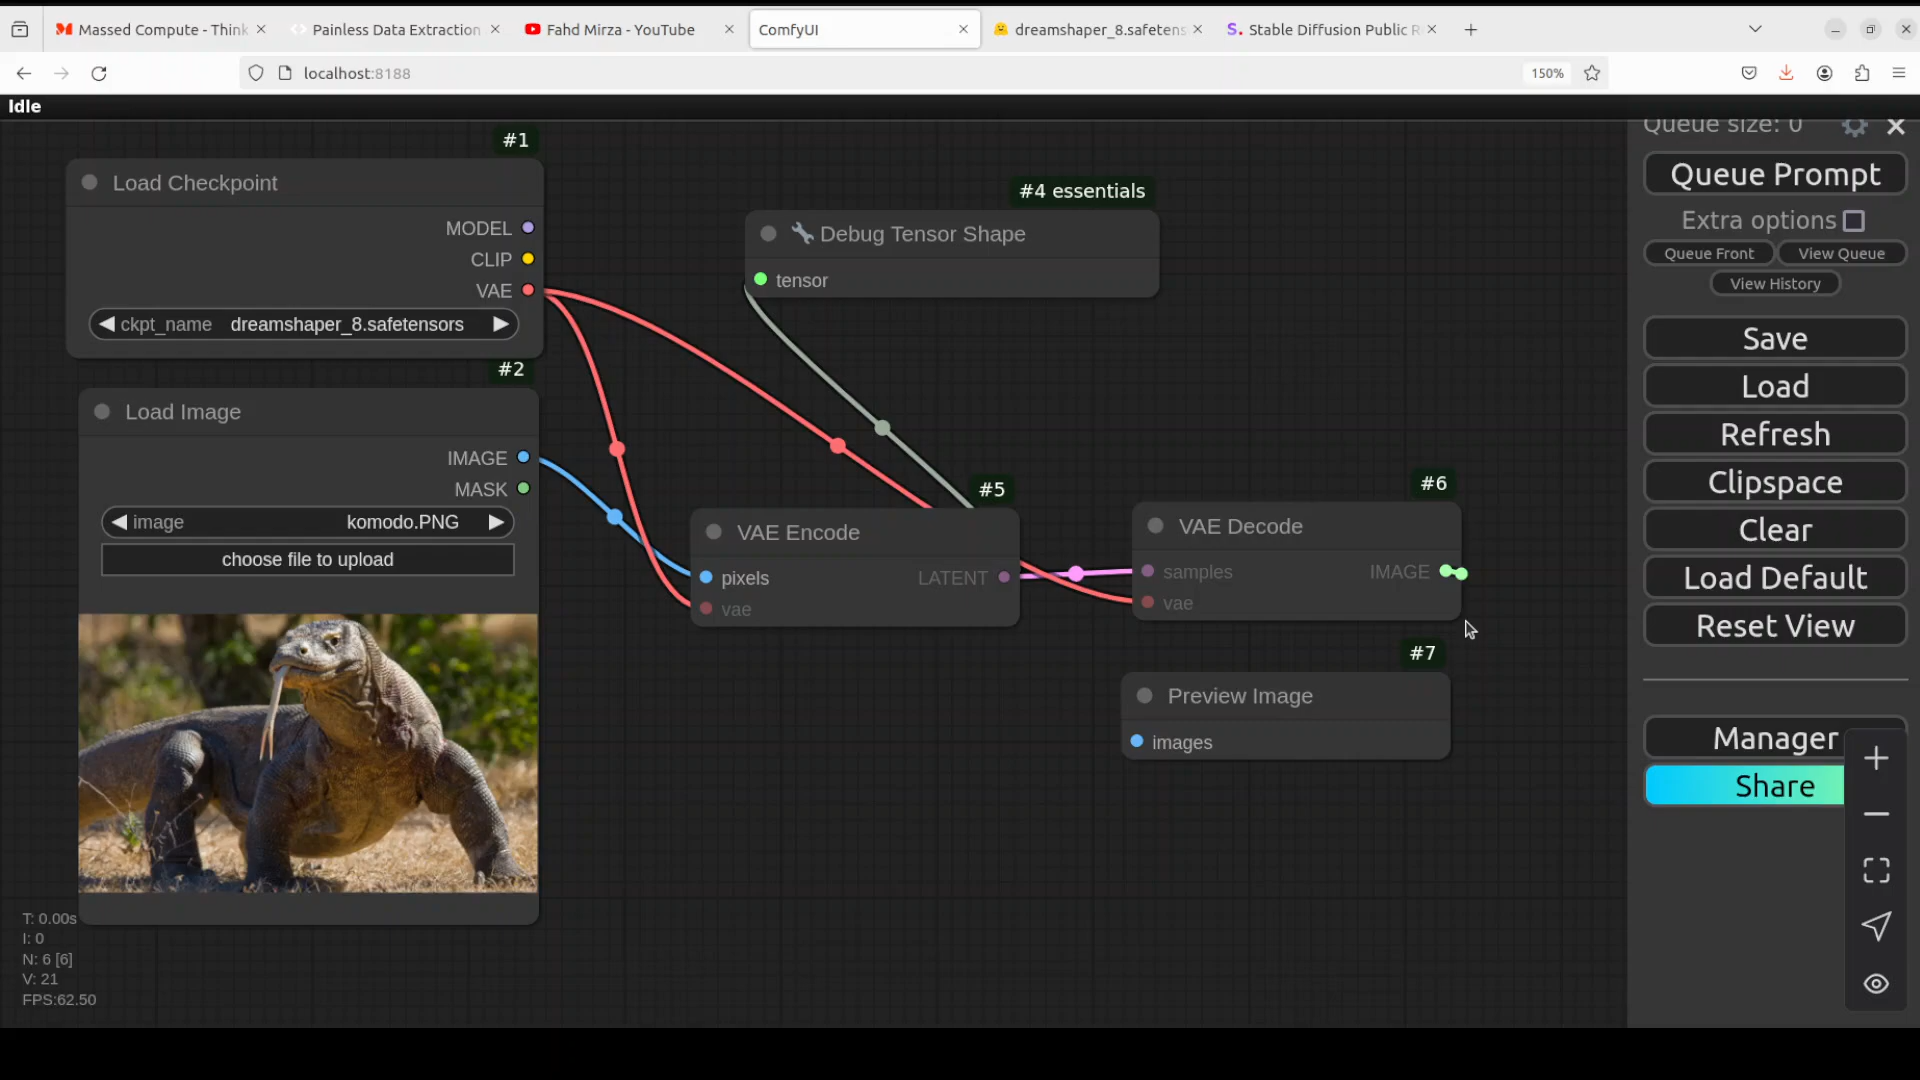 Massed Compute - Think
Painless Data Extraction
Fahd Mirza - YouTube
ComfyUI
dreamshaper_8.safetens
Stable Diffusion Public R
localhost:8188
150%
Idle
#1
Load Checkpoint
MODEL
CLIP
VAE
ckpt_name dreamshaper_8.safetensors
#2
Load Image
IMAGE
MASK
image komodo.PNG
choose file to upload
#4 essentials
🔧 Debug Tensor Shape
tensor
#5
VAE Encode
pixels LATENT
vae
#6
VAE Decode
samples IMAGE
vae
#7
Preview Image
images
T: 0.00s
I: 0
N: 6 [6]
V: 21
FPS:62.50
Queue size: 0
Queue Prompt
Extra options
Queue Front View Queue
View History
Save
Load
Refresh
Clipspace
Clear
Load Default
Reset View
Manager
Share